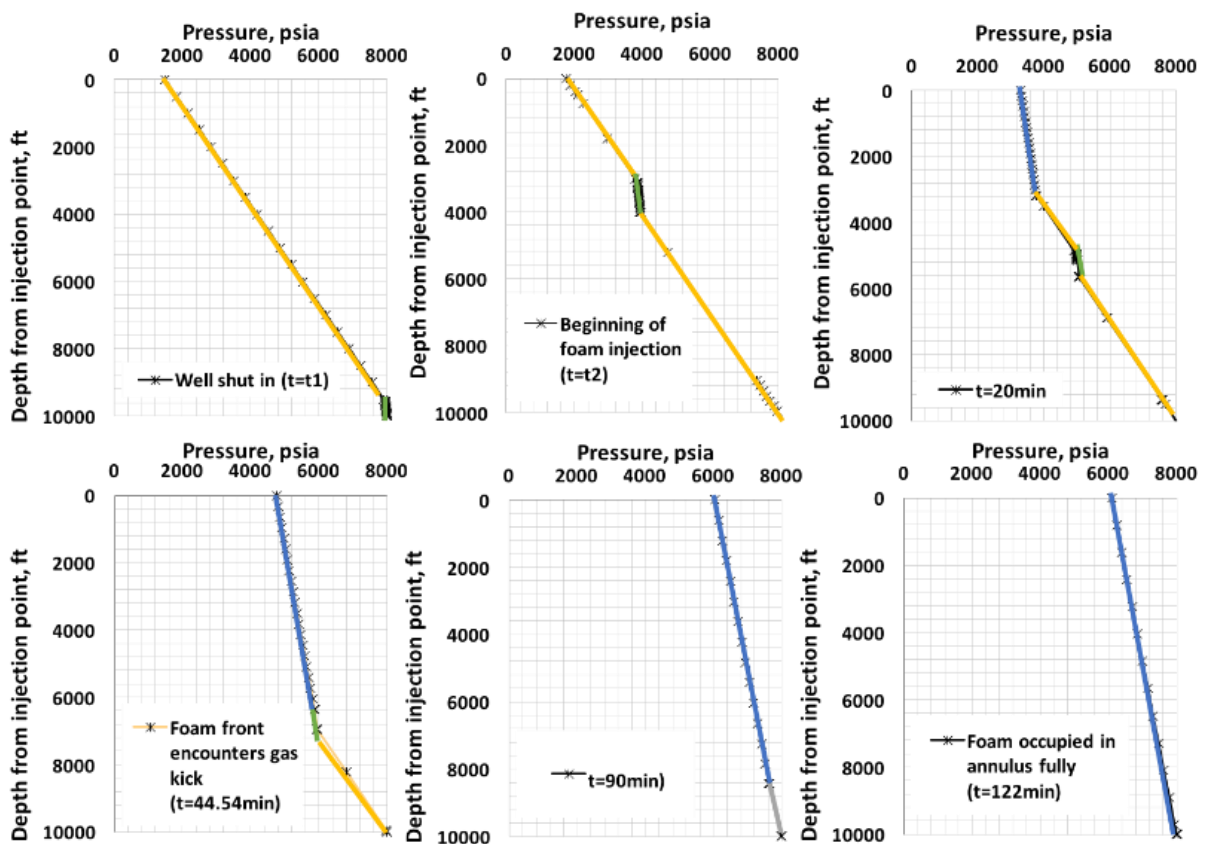 Pressure, psia
0 2000 4000 6000 8000
Depth from injection point, ft
0
2000
4000
6000
8000
10000
Well shut in (t=t1)
Pressure, psia
0 2000 4000 6000 8000
Depth from injection point, ft
0
2000
4000
6000
8000
10000
Beginning of
foam injection
(t=t2)
Pressure, psia
0 2000 4000 6000 8000
Depth from injection point, ft
0
2000
4000
6000
8000
10000
t=20min
Pressure, psia
0 2000 4000 6000 8000
Depth from injection point, ft
0
2000
4000
6000
8000
10000
Foam front
encounters gas
kick
(t=44.54min)
Pressure, psia
0 2000 4000 6000 8000
Depth from injection point, ft
0
2000
4000
6000
8000
10000
t=90min)
Pressure, psia
0 2000 4000 6000 8000
Depth from injection point, ft
0
2000
4000
6000
8000
10000
Foam occupied in
annulus fully
(t=122min)